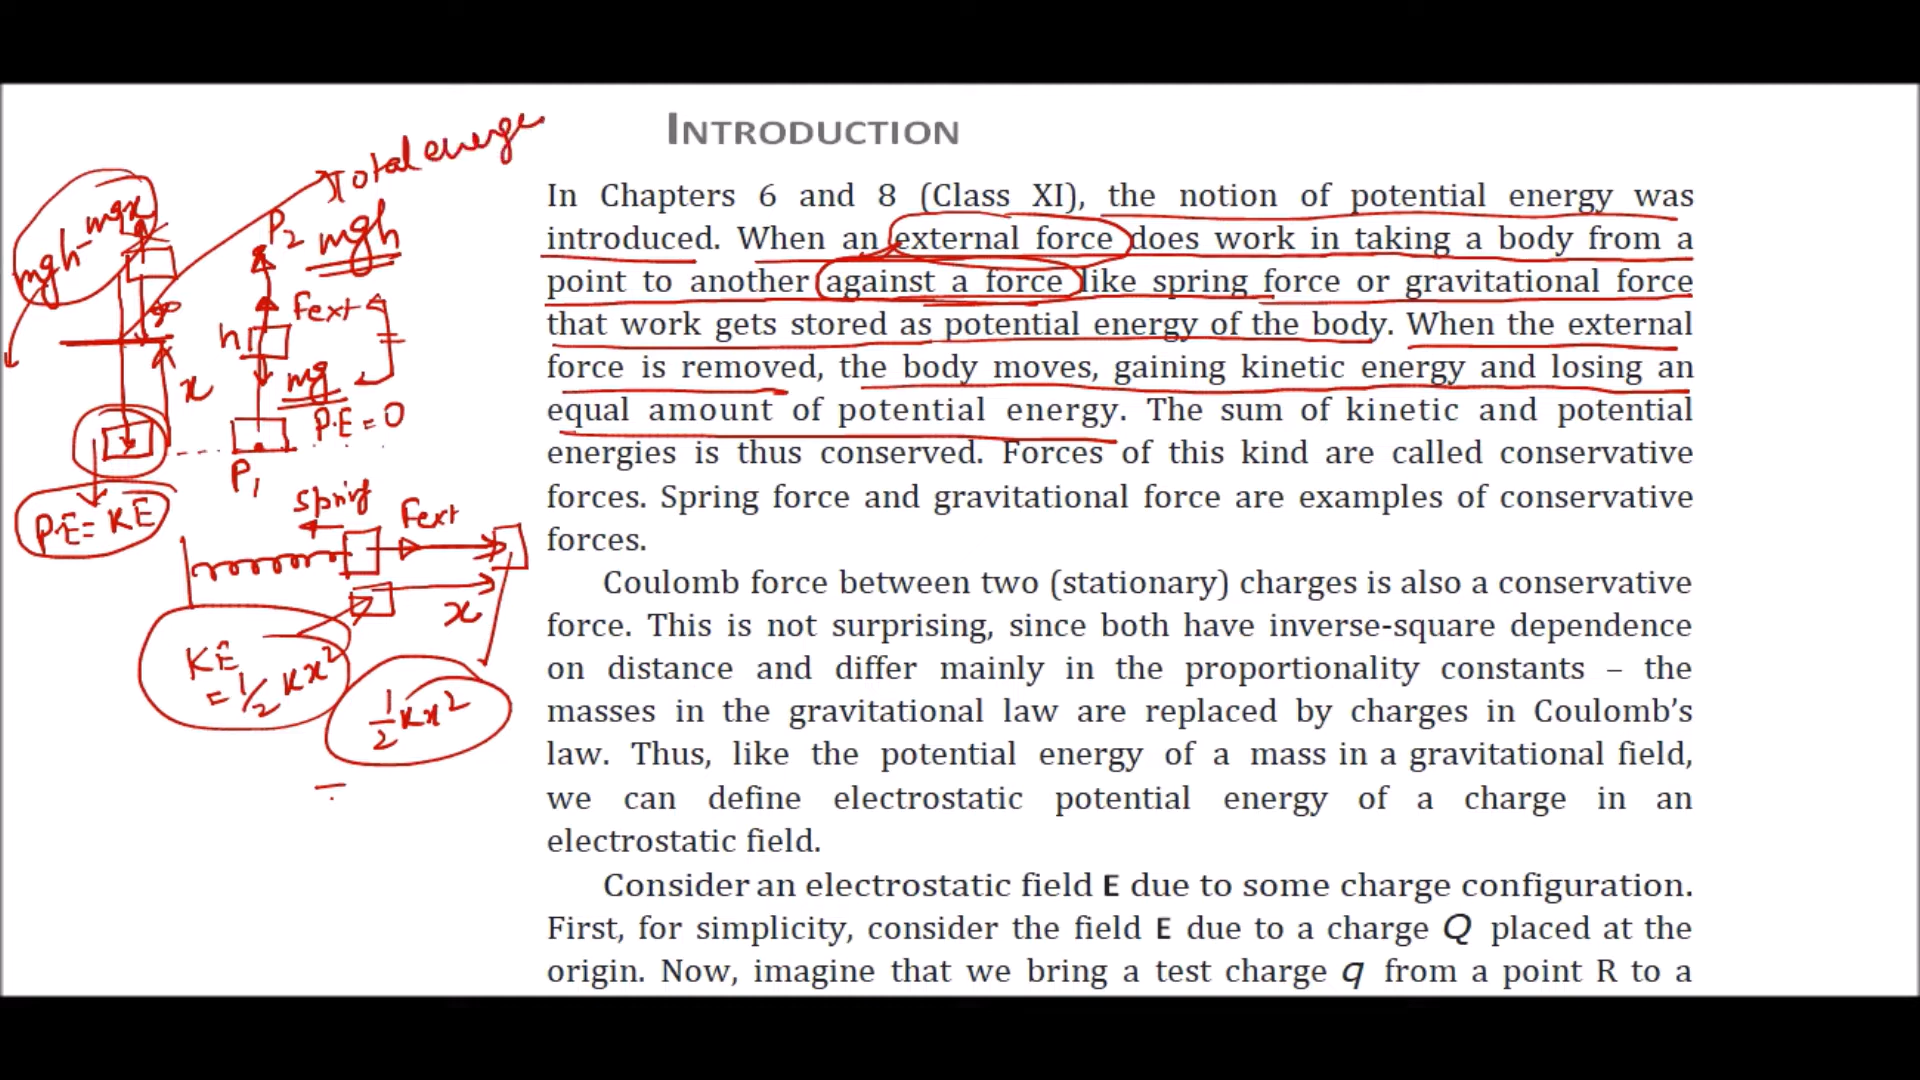 INTRODUCTION
In Chapters 6 and 8 (Class XI), the notion of potential energy was
introduced. When an external force does work in taking a body from a
point to another against a force like spring force or gravitational force
that work gets stored as potential energy of the body. When the external
force is removed, the body moves, gaining kinetic energy and losing an
equal amount of potential energy. The sum of kinetic and potential
energies is thus conserved. Forces of this kind are called conservative
forces. Spring force and gravitational force are examples of conservative
forces.
Coulomb force between two (stationary) charges is also a conservative
force. This is not surprising, since both have inverse-square dependence
on distance and differ mainly in the proportionality constants – the
masses in the gravitational law are replaced by charges in Coulomb’s
law. Thus, like the potential energy of a mass in a gravitational field,
we can define electrostatic potential energy of a charge in an
electrostatic field.
Consider an electrostatic field E due to some charge configuration.
First, for simplicity, consider the field E due to a charge Q placed at the
origin. Now, imagine that we bring a test charge q from a point R to a
Total energy
mgh-mgx
P2
mgh
Fext
h
mg
x
P.E = 0
P1
PE = KE
Spring
Fext
x
KE
= 1/2 Kx²
1/2 Kx²